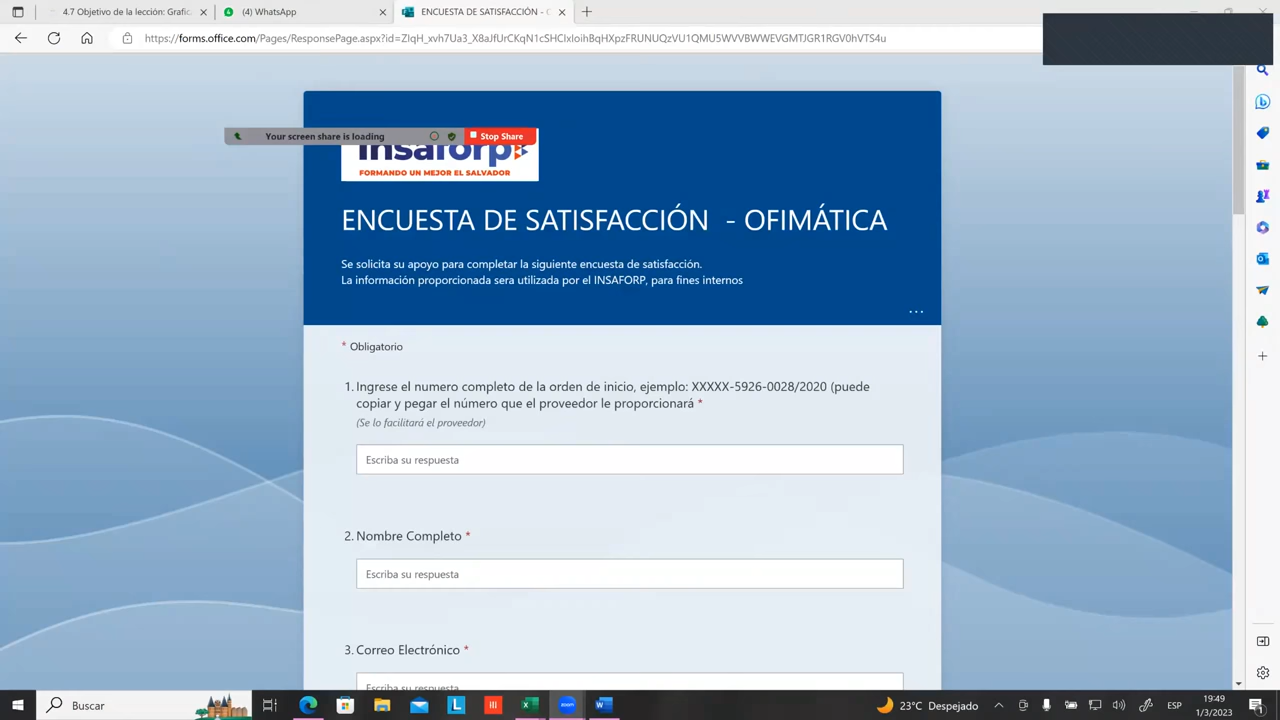 4.7 Objetivo de la lección: Grafic
(4) WhatsApp
ENCUESTA DE SATISFACCIÓN - O
https://forms.office.com/Pages/ResponsePage.aspx?id=ZIqH_xvh7Ua3_X8aJfUrCKqN1cSHCIxIoihBqHXpzFRUNUQzVU1QMU5WVVBWWEVGMTJGR1RGV0hVTS4u
Your screen share is loading
Stop Share
insaforp
FORMANDO UN MEJOR EL SALVADOR
ENCUESTA DE SATISFACCIÓN - OFIMÁTICA
Se solicita su apoyo para completar la siguiente encuesta de satisfacción.
La información proporcionada sera utilizada por el INSAFORP, para fines internos
...
* Obligatorio
1. Ingrese el numero completo de la orden de inicio, ejemplo: XXXXX-5926-0028/2020 (puede
copiar y pegar el número que el proveedor le proporcionará *
(Se lo facilitará el proveedor)
Escriba su respuesta
2. Nombre Completo *
Escriba su respuesta
3. Correo Electrónico *
Escriba su respuesta
Buscar
zoom
23°C Despejado
ESP
19:49
1/3/2023